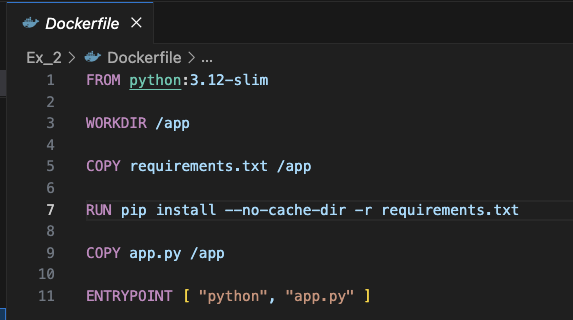 Dockerfile ×
Ex_2 > Dockerfile > ...
1 FROM python:3.12-slim
2
3 WORKDIR /app
4
5 COPY requirements.txt /app
6
7 RUN pip install --no-cache-dir -r requirements.txt
8
9 COPY app.py /app
10
11 ENTRYPOINT [ "python", "app.py" ]